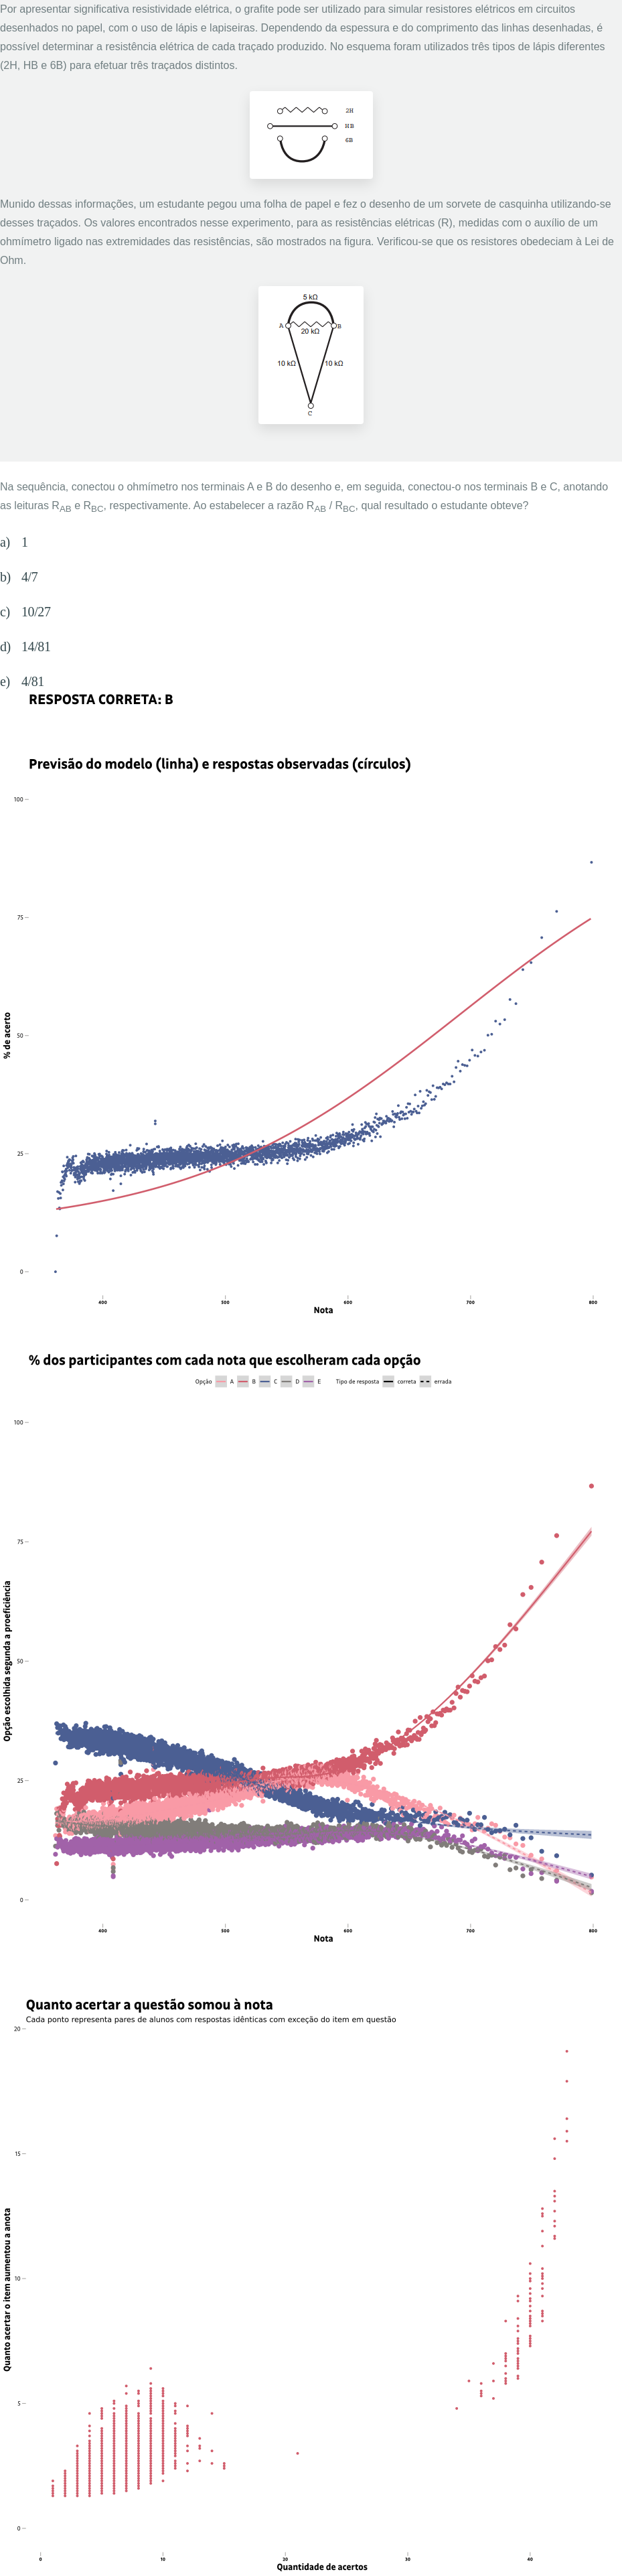 Por apresentar significativa resistividade elétrica, o grafite pode ser utilizado para simular resistores elétricos em circuitos
desenhados no papel, com o uso de lápis e lapiseiras. Dependendo da espessura e do comprimento das linhas desenhadas, é
possível determinar a resistência elétrica de cada traçado produzido. No esquema foram utilizados três tipos de lápis diferentes
(2H, HB e 6B) para efetuar três traçados distintos.
2H
HB
6B
Munido dessas informações, um estudante pegou uma folha de papel e fez o desenho de um sorvete de casquinha utilizando-se
desses traçados. Os valores encontrados nesse experimento, para as resistências elétricas (R), medidas com o auxílio de um
ohmímetro ligado nas extremidades das resistências, são mostrados na figura. Verificou-se que os resistores obedeciam à Lei de
Ohm.
5 kΩ
A B
20 kΩ
10 kΩ 10 kΩ
C
Na sequência, conectou o ohmímetro nos terminais A e B do desenho e, em seguida, conectou-o nos terminais B e C, anotando
as leituras RAB e RBC, respectivamente. Ao estabelecer a razão RAB / RBC, qual resultado o estudante obteve?
a) 1
b) 4/7
c) 10/27
d) 14/81
e) 4/81
RESPOSTA CORRETA: B
Previsão do modelo (linha) e respostas observadas (círculos)
100
75
50
25
0
% de acerto
400 500 600 700 800
Nota
% dos participantes com cada nota que escolheram cada opção
Opção A B C D E Tipo de resposta correta errada
100
75
50
25
0
Opção escolhida segunda a proeficiência
400 500 600 700 800
Nota
Quanto acertar a questão somou à nota
Cada ponto representa pares de alunos com respostas idênticas com exceção do item em questão
20
15
10
5
0
Quanto acertar o item aumentou a anota
0 10 20 30 40
Quantidade de acertos